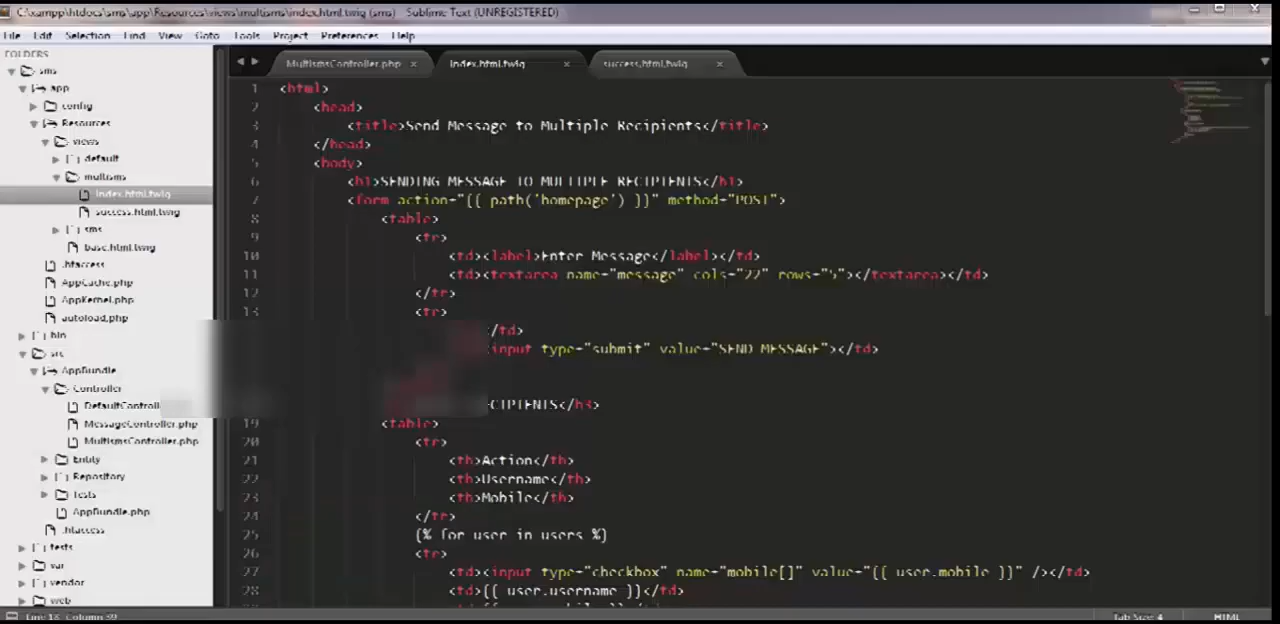 C:\xampp\htdocs\sms\app\Resources\views\multisms\index.html.twig (sms) - Sublime Text (UNREGISTERED)
File Edit Selection Find View Goto Tools Project Preferences Help
FOLDERS
sms
app
config
Resources
views
default
multisms
index.html.twig
success.html.twig
sms
base.html.twig
.htaccess
AppCache.php
AppKernel.php
autoload.php
bin
src
AppBundle
Controller
DefaultControll
MessageController.php
MultismsController.php
Entity
Repository
Tests
AppBundle.php
.htaccess
tests
var
vendor
web
MultismsController.php × index.html.twig × success.html.twig ×
1 <html>
2 <head>
3 <title>Send Message to Multiple Recipients</title>
4 </head>
5 <body>
6 <h1>SENDING MESSAGE TO MULTIPLE RECIPIENTS</h1>
7 <form action="{{ path('homepage') }}" method="POST">
8 <table>
9 <tr>
10 <td><label>Enter Message</label></td>
11 <td><textarea name="message" cols="22" rows="5"></textarea></td>
12 </tr>
13 <tr>
/td>
input type="submit" value="SEND MESSAGE"></td>
CIPIENTS</h3>
19 <table>
20 <tr>
21 <th>Action</th>
22 <th>Username</th>
23 <th>Mobile</th>
24 </tr>
25 {% for user in users %}
26 <tr>
27 <td><input type="checkbox" name="mobile[]" value="{{ user.mobile }}" /></td>
28 <td>{{ user.username }}</td>
Line 18, Column 39 Tab Size: 4 HTML